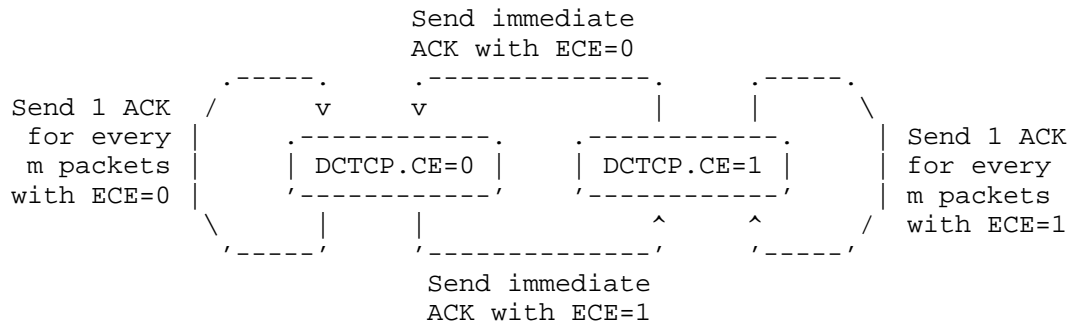 Send immediate
ACK with ECE=0
Send 1 ACK
for every
m packets
with ECE=0
DCTCP.CE=0
DCTCP.CE=1
Send 1 ACK
for every
m packets
with ECE=1
Send immediate
ACK with ECE=1